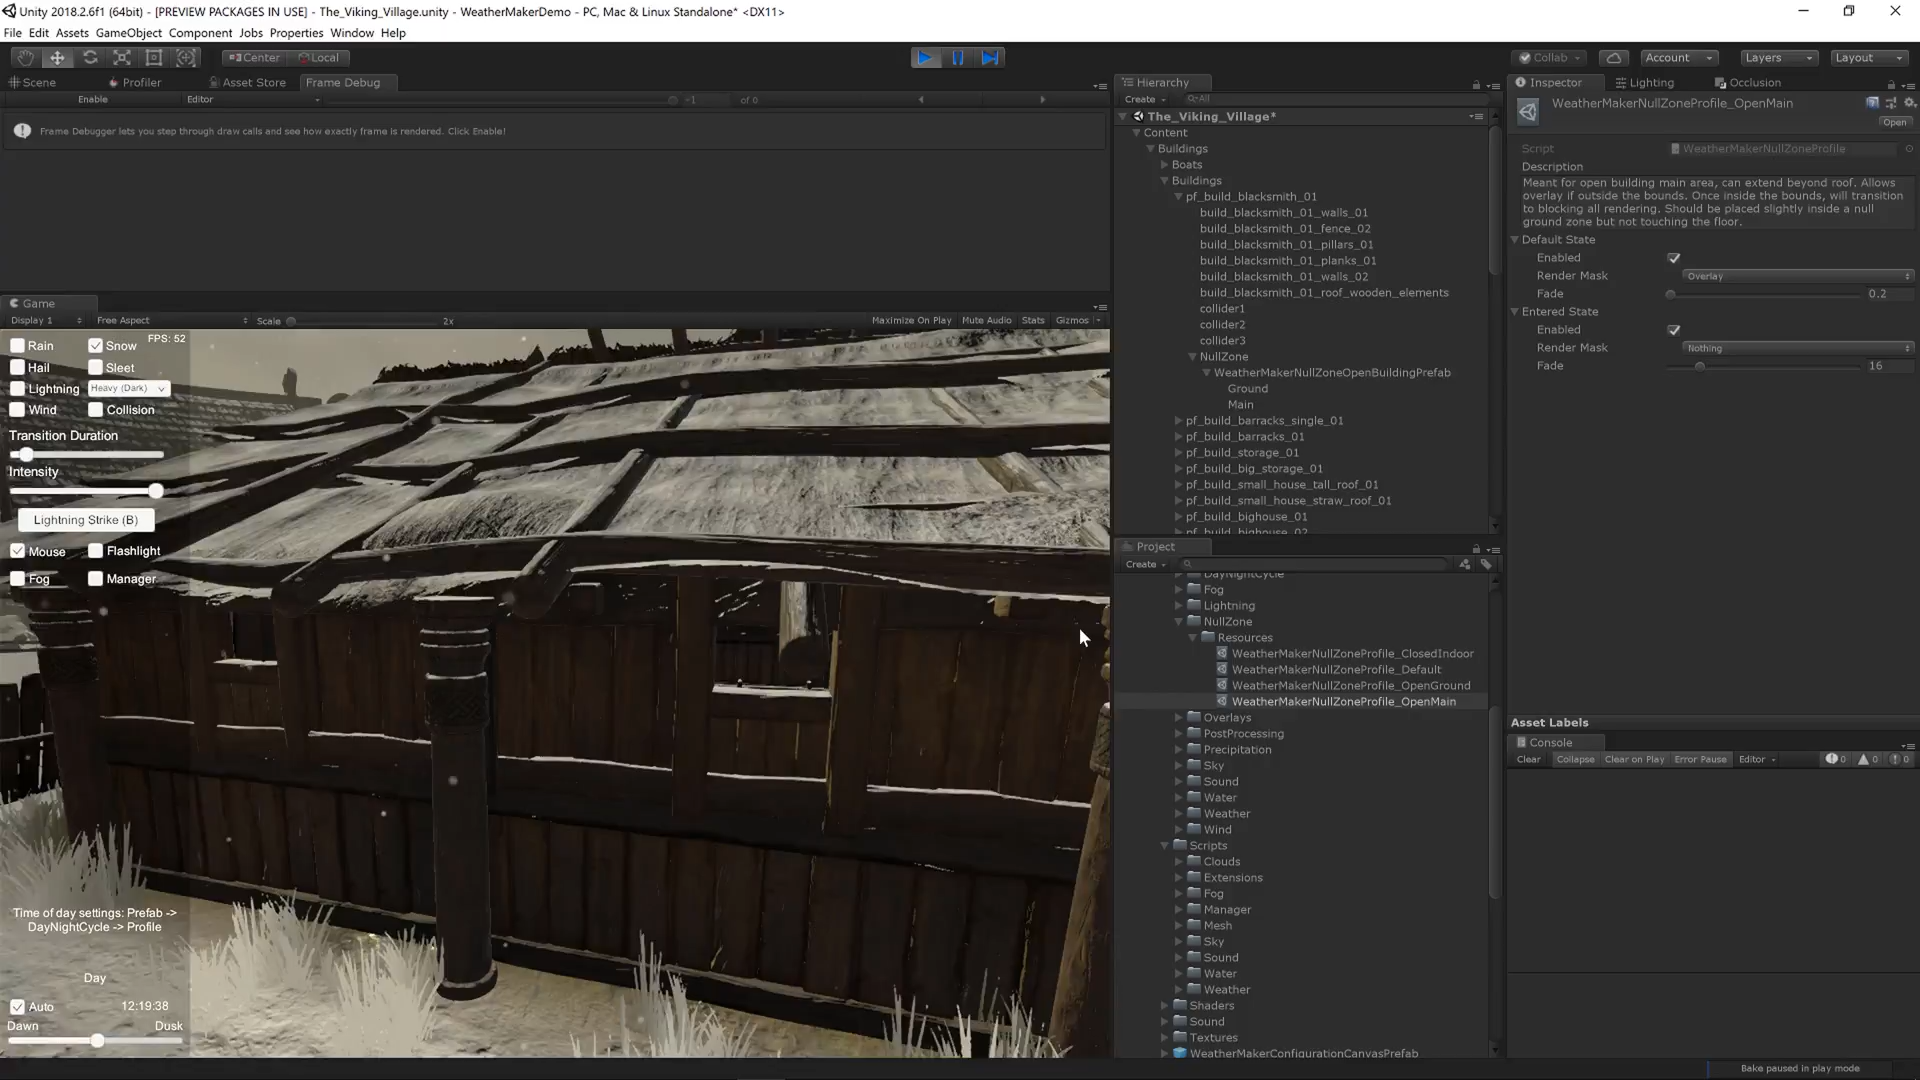 Unity 2018.2.6f1 (64bit) - [PREVIEW PACKAGES IN USE] - The_Viking_Village.unity - WeatherMakerDemo - PC, Mac & Linux Standalone* <DX11>
File Edit Assets GameObject Component Jobs Properties Window Help
Center Local
Collab Account Layers Layout
Scene Profiler Asset Store Frame Debug
Enable Editor -1 of 0
Frame Debugger lets you step through draw calls and see how exactly frame is rendered. Click Enable!
Game
Display 1 Free Aspect Scale 2x Maximize On Play Mute Audio Stats Gizmos
FPS: 52
Rain Snow
Hail Sleet
Lightning Heavy (Dark)
Wind Collision
Transition Duration
Intensity
Lightning Strike (B)
Mouse Flashlight
Fog Manager
Time of day settings: Prefab ->
DayNightCycle -> Profile
Day
Auto 12:19:38
Dawn Dusk
Hierarchy
Create All
The_Viking_Village*
Content
Buildings
Boats
Buildings
pf_build_blacksmith_01
build_blacksmith_01_walls_01
build_blacksmith_01_fence_02
build_blacksmith_01_pillars_01
build_blacksmith_01_planks_01
build_blacksmith_01_walls_02
build_blacksmith_01_roof_wooden_elements
collider1
collider2
collider3
NullZone
WeatherMakerNullZoneOpenBuildingPrefab
Ground
Main
pf_build_barracks_single_01
pf_build_barracks_01
pf_build_storage_01
pf_build_big_storage_01
pf_build_small_house_tall_roof_01
pf_build_small_house_straw_roof_01
pf_build_bighouse_01
pf_build_bighouse_02
Project
Create
DayNightCycle
Fog
Lightning
NullZone
Resources
WeatherMakerNullZoneProfile_ClosedIndoor
WeatherMakerNullZoneProfile_Default
WeatherMakerNullZoneProfile_OpenGround
WeatherMakerNullZoneProfile_OpenMain
Overlays
PostProcessing
Precipitation
Sky
Sound
Water
Weather
Wind
Scripts
Clouds
Extensions
Fog
Manager
Mesh
Sky
Sound
Water
Weather
Shaders
Sound
Textures
WeatherMakerConfigurationCanvasPrefab
Inspector Lighting Occlusion
WeatherMakerNullZoneProfile_OpenMain
Open
Script WeatherMakerNullZoneProfile
Description
Meant for open building main area, can extend beyond roof. Allows
overlay if outside the bounds. Once inside the bounds, will transition
to blocking all rendering. Should be placed slightly inside a null
ground zone but not touching the floor.
Default State
Enabled
Render Mask Overlay
Fade 0.2
Entered State
Enabled
Render Mask Nothing
Fade 16
Asset Labels
Console
Clear Collapse Clear on Play Error Pause Editor 0 0 0
Bake paused in play mode